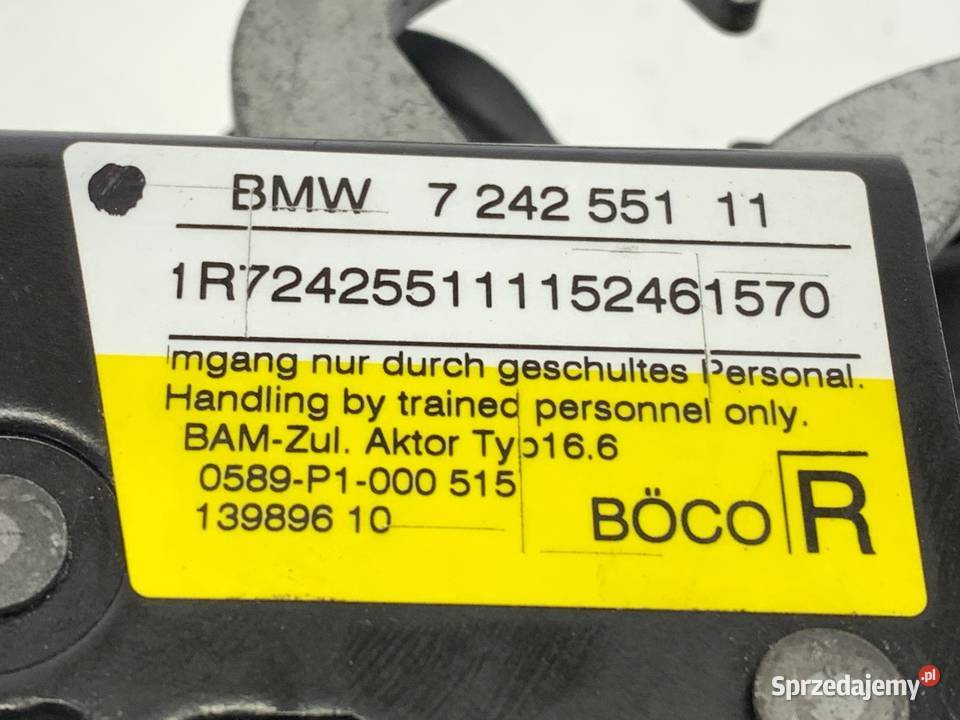 BMW 7 242 551 11
1R724255111152461570
mgang nur durch geschultes Personal.
Handling by trained personnel only.
BAM-Zul. Aktor Typ16.6
0589-P1-000 515
139896 10
BÖCO R
Sprzedajemy.pl